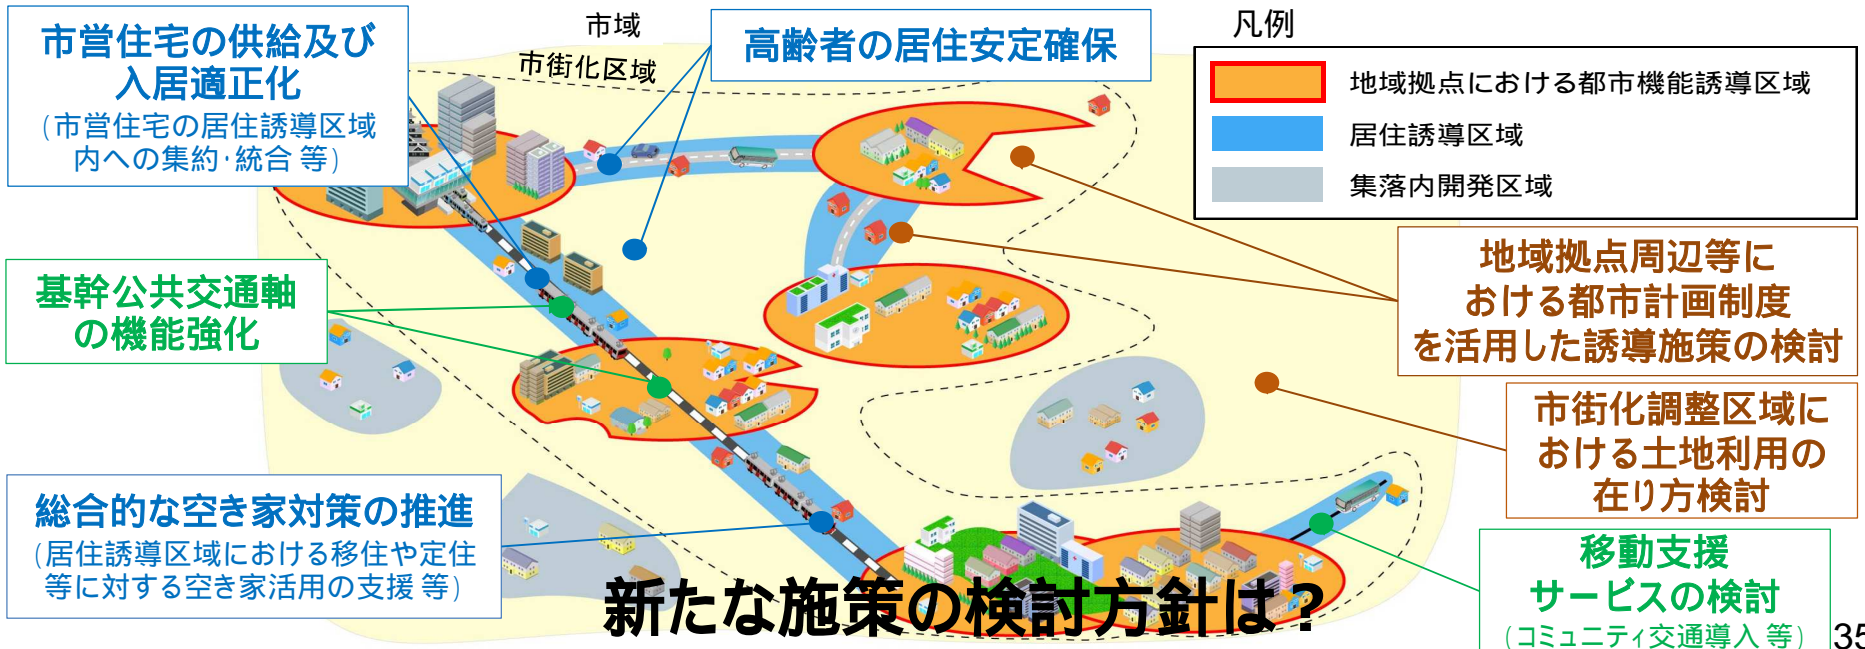 市営住宅の供給及び
入居適正化
(市営住宅の居住誘導区域
内への集約・統合 等)
市域
市街化区域
高齢者の居住安定確保
凡例
地域拠点における都市機能誘導区域
居住誘導区域
集落内開発区域
基幹公共交通軸
の機能強化
地域拠点周辺等に
おける都市計画制度
を活用した誘導施策の検討
市街化調整区域に
おける土地利用の
在り方検討
総合的な空き家対策の推進
(居住誘導区域における移住や定住
等に対する空き家活用の支援 等)
移動支援
サービスの検討
(コミュニティ交通導入 等)
新たな施策の検討方針は?
35